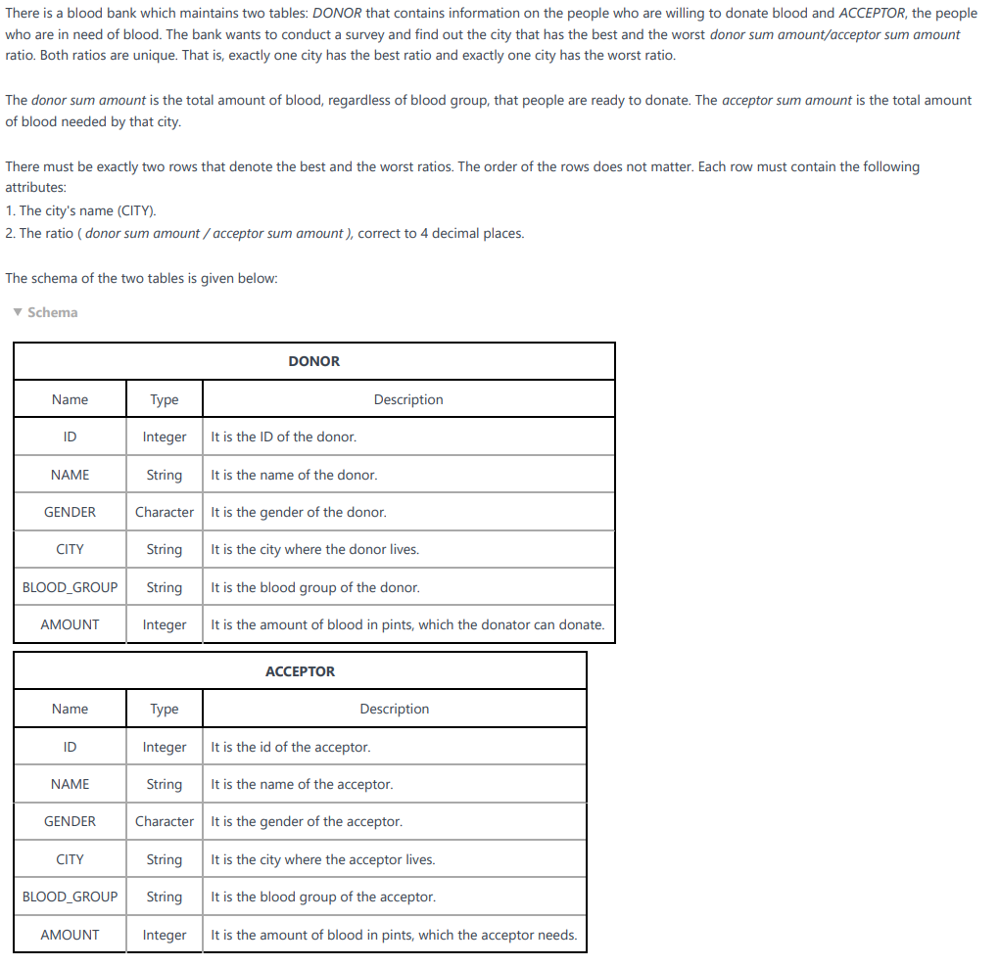 There is a blood bank which maintains two tables: DONOR that contains information on the people who are willing to donate blood and ACCEPTOR, the people
who are in need of blood. The bank wants to conduct a survey and find out the city that has the best and the worst donor sum amount/acceptor sum amount
ratio. Both ratios are unique. That is, exactly one city has the best ratio and exactly one city has the worst ratio.
The donor sum amount is the total amount of blood, regardless of blood group, that people are ready to donate. The acceptor sum amount is the total amount
of blood needed by that city.
There must be exactly two rows that denote the best and the worst ratios. The order of the rows does not matter. Each row must contain the following
attributes:
1. The city's name (CITY).
2. The ratio ( donor sum amount / acceptor sum amount ), correct to 4 decimal places.
The schema of the two tables is given below:
▼ Schema
DONOR
Name Type Description
ID Integer It is the ID of the donor.
NAME String It is the name of the donor.
GENDER Character It is the gender of the donor.
CITY String It is the city where the donor lives.
BLOOD_GROUP String It is the blood group of the donor.
AMOUNT Integer It is the amount of blood in pints, which the donator can donate.
ACCEPTOR
Name Type Description
ID Integer It is the id of the acceptor.
NAME String It is the name of the acceptor.
GENDER Character It is the gender of the acceptor.
CITY String It is the city where the acceptor lives.
BLOOD_GROUP String It is the blood group of the acceptor.
AMOUNT Integer It is the amount of blood in pints, which the acceptor needs.